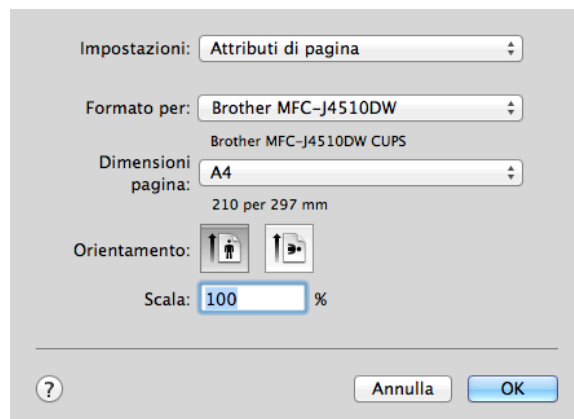 Impostazioni: Attributi di pagina
Formato per: Brother MFC-J4510DW
Brother MFC-J4510DW CUPS
Dimensioni
pagina: A4
210 per 297 mm
Orientamento:
Scala: 100 %
? Annulla OK